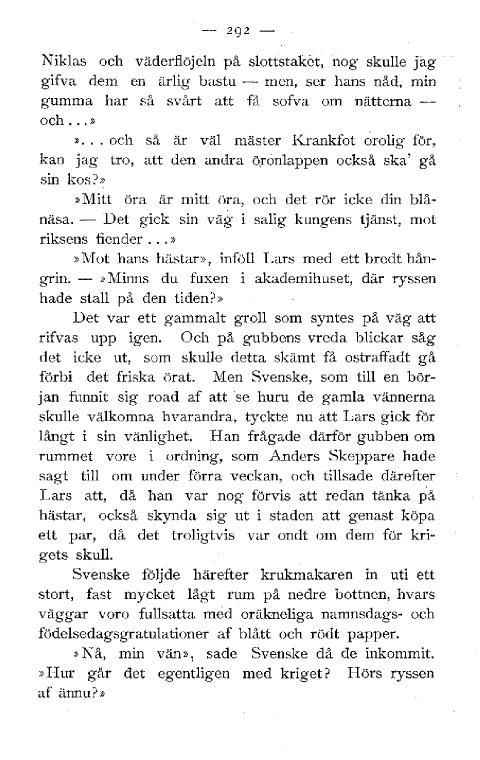 — 292 —
Niklas och väderflöjeln på slottstaket, nog skulle jag
gifva dem en ärlig bastu — men, ser hans nåd, min
gumma har så svårt att få sofva om nätterna —
och . . . »
». . . och så är väl mäster Krankfot orolig för,
kan jag tro, att den andra öronlappen också ska' gå
sin kos?»
»Mitt öra är mitt öra, och det rör icke din blå-
näsa. — Det gick sin väg i salig kungens tjänst, mot
riksens fiender . . .»
»Mot hans hästar», inföll Lars med ett bredt hån-
grin. — »Minns du fuxen i akademihuset, där ryssen
hade stall på den tiden?»
Det var ett gammalt groll som syntes på väg att
rifvas upp igen. Och på gubbens vreda blickar såg
det icke ut, som skulle detta skämt få ostraffadt gå
förbi det friska örat. Men Svenske, som till en bör-
jan funnit sig road af att se huru de gamla vännerna
skulle välkomna hvarandra, tyckte nu att Lars gick för
långt i sin vänlighet. Han frågade därför gubben om
rummet vore i ordning, som Anders Skeppare hade
sagt till om under förra veckan, och tillsade därefter
Lars att, då han var nog förvis att redan tänka på
hästar, också skynda sig ut i staden att genast köpa
ett par, då det troligtvis var ondt om dem för kri-
gets skull.
Svenske följde härefter krukmakaren in uti ett
stort, fast mycket lågt rum på nedre bottnen, hvars
väggar voro fullsatta med oräkneliga namnsdags- och
födelsedagsgratulationer af blått och rödt papper.
»Nå, min vän», sade Svenske då de inkommit.
»Hur går det egentligen med kriget? Hörs ryssen
af ännu?»